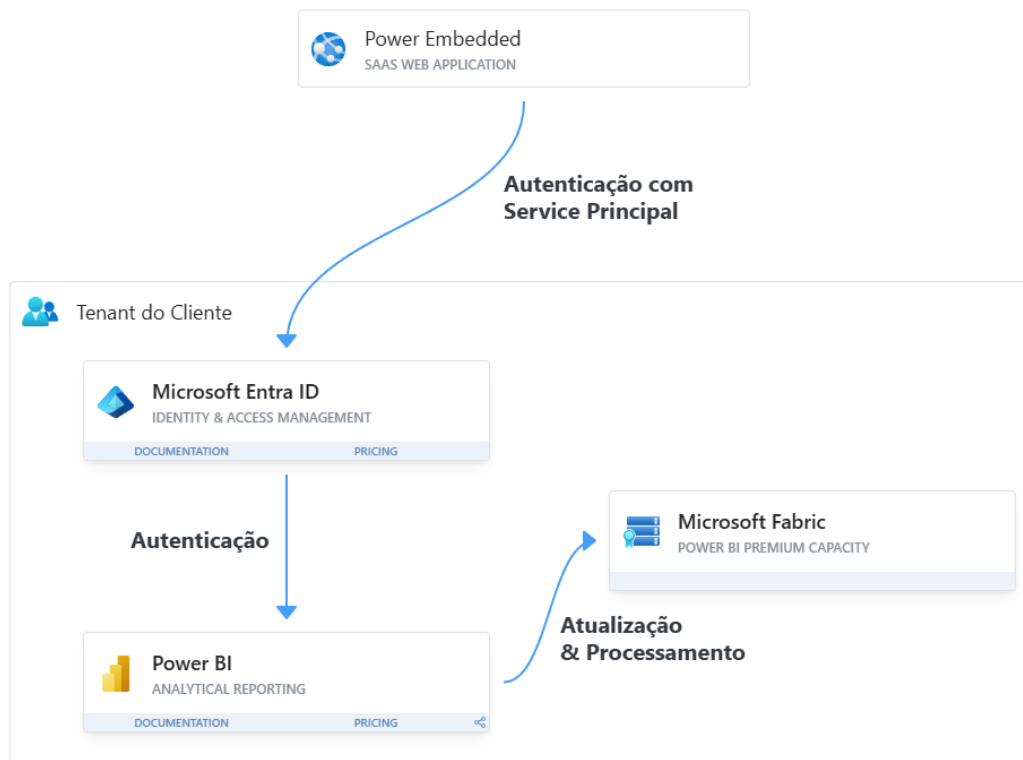 Power Embedded
SAAS WEB APPLICATION
Autenticação com
Service Principal
Tenant do Cliente
Microsoft Entra ID
IDENTITY & ACCESS MANAGEMENT
DOCUMENTATION PRICING
Autenticação
Microsoft Fabric
POWER BI PREMIUM CAPACITY
Atualização
& Processamento
Power BI
ANALYTICAL REPORTING
DOCUMENTATION PRICING